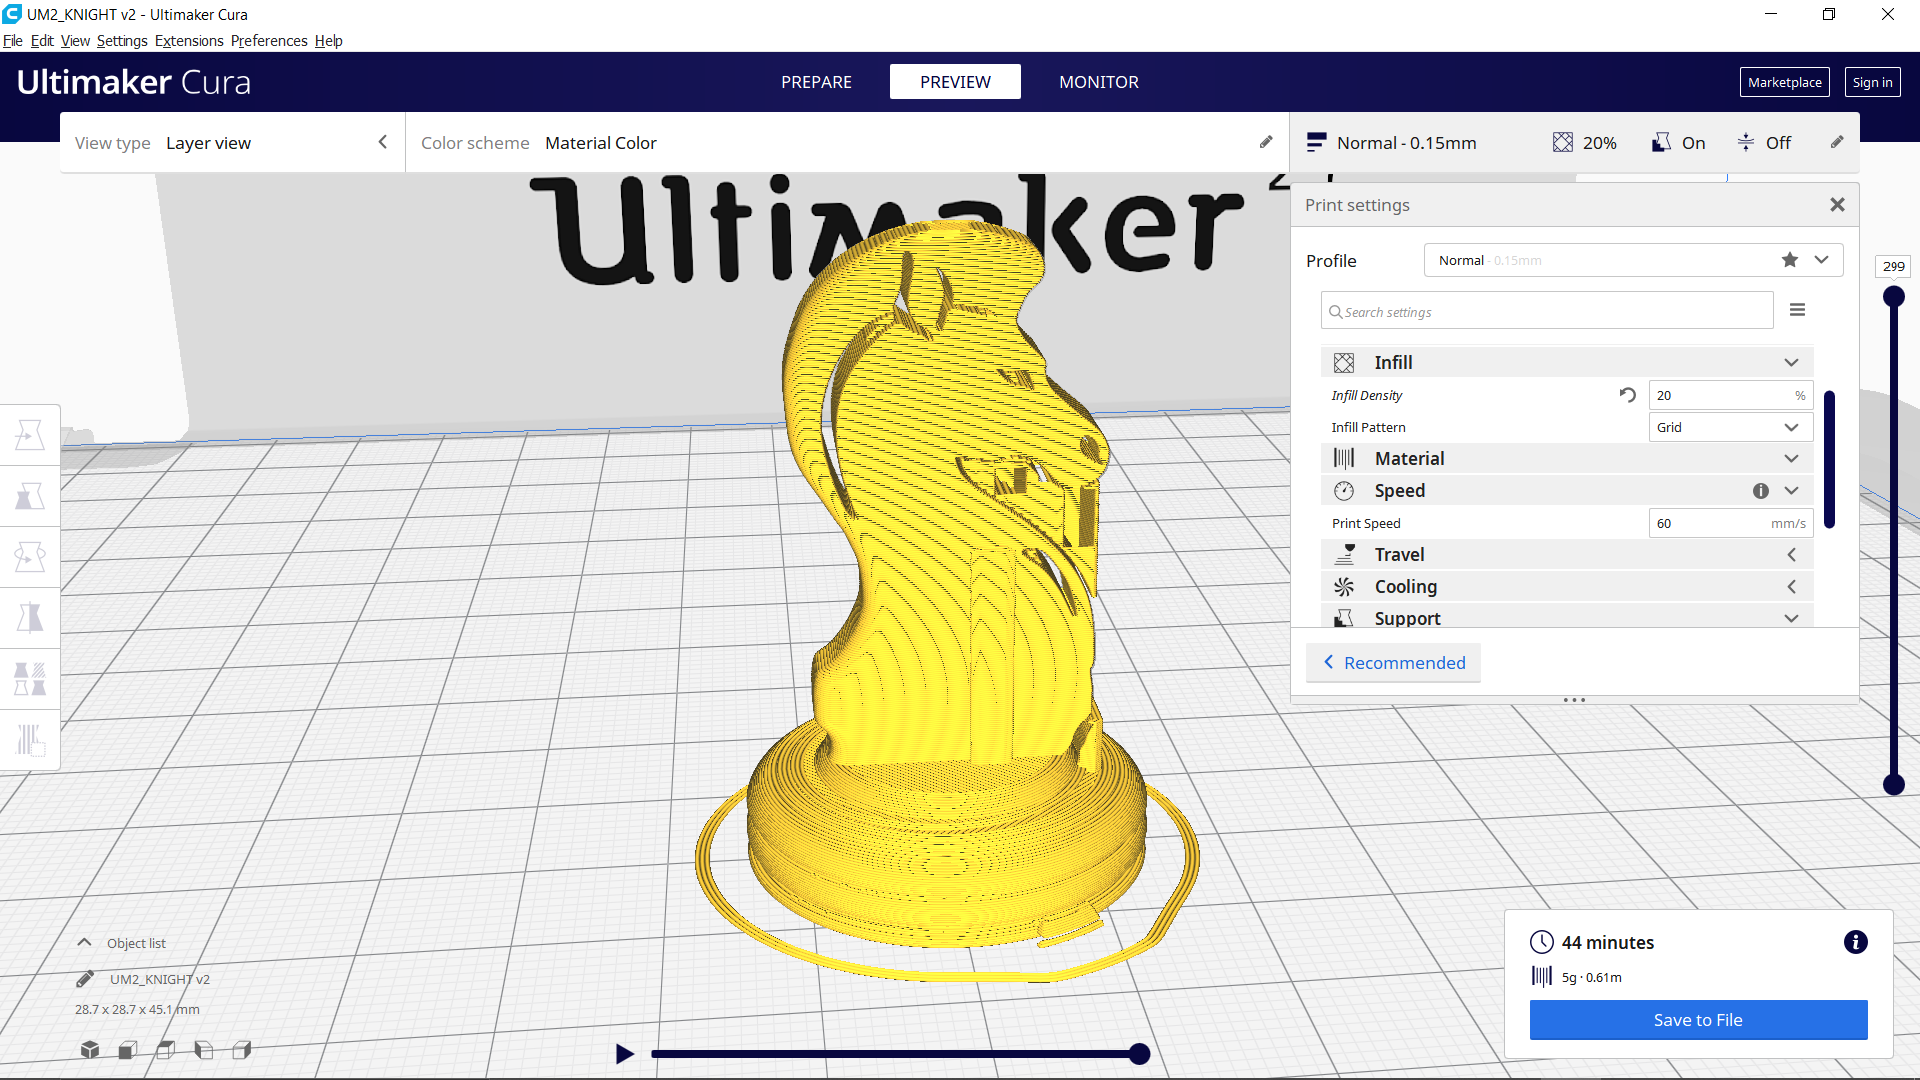 UM2_KNIGHT v2 - Ultimaker Cura
File Edit View Settings Extensions Preferences Help
Ultimaker Cura
PREPARE
PREVIEW
MONITOR
Marketplace
Sign in
View type Layer view
Color scheme Material Color
Normal - 0.15mm
20%
On
Off
Ultimaker
Print settings
Profile
Normal - 0.15mm
299
Search settings
Infill
Infill Density
20 %
Infill Pattern
Grid
Material
Speed
Print Speed
60 mm/s
Travel
Cooling
Support
Recommended
Object list
UM2_KNIGHT v2
28.7 x 28.7 x 45.1 mm
44 minutes
5g · 0.61m
Save to File